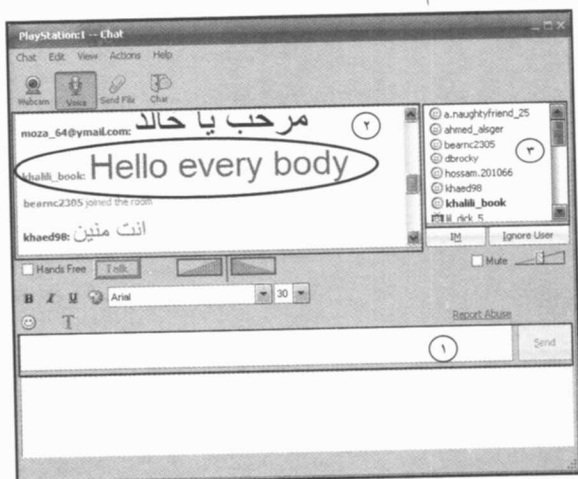 PlayStation:1 -- Chat
Chat Edit View Actions Help
Webcam Voice Send File Chat
moza_64@ymail.com: مرحب يا خالد
٢
khalili_book: Hello every body
bearnc2305 joined the room
khaed98: انت منين
a.naughtyfriend_25
ahmed_alsger
bearnc2305
dbrocky
٣
hossam.201066
khaed98
khalili_book
lil_dick_5
IM Ignore User
Hands Free Talk Mute
B I U Arial 30
T Report Abuse
١ Send